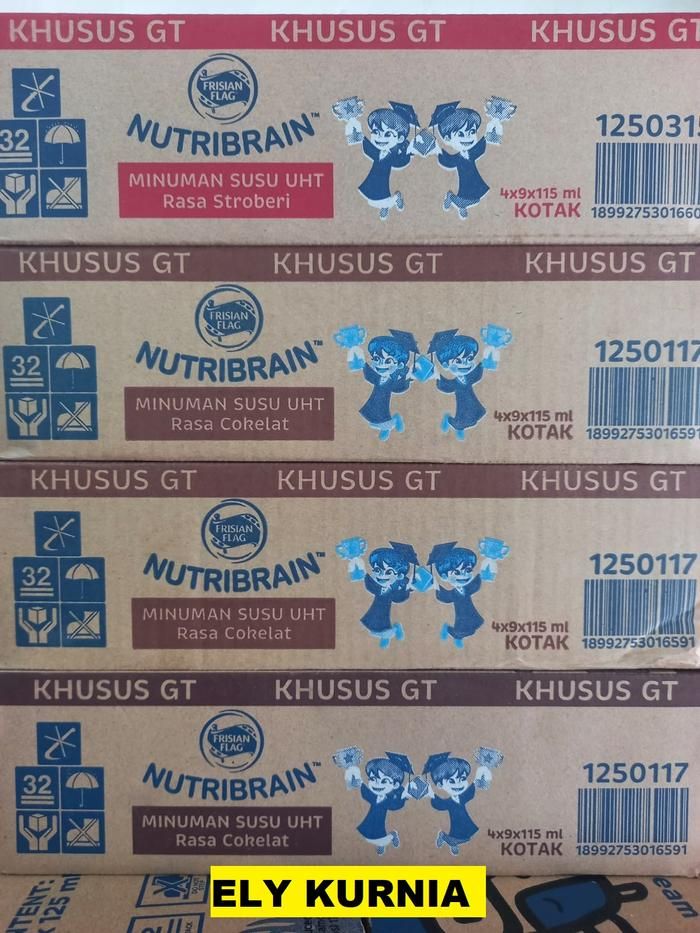 KHUSUS GT KHUSUS GT KHUSUS GT
FRISIAN
FLAG
NUTRIBRAIN™
32
MINUMAN SUSU UHT
Rasa Stroberi
4x9x115 ml
KOTAK
125031
1899275301660
KHUSUS GT KHUSUS GT KHUSUS GT
FRISIAN
FLAG
NUTRIBRAIN™
32
MINUMAN SUSU UHT
Rasa Cokelat
4x9x115 ml
KOTAK
1250117
18992753016591
KHUSUS GT KHUSUS GT KHUSUS GT
FRISIAN
FLAG
NUTRIBRAIN™
32
MINUMAN SUSU UHT
Rasa Cokelat
4x9x115 ml
KOTAK
1250117
18992753016591
KHUSUS GT KHUSUS GT KHUSUS GT
FRISIAN
FLAG
NUTRIBRAIN™
32
MINUMAN SUSU UHT
Rasa Cokelat
4x9x115 ml
KOTAK
1250117
18992753016591
ELY KURNIA